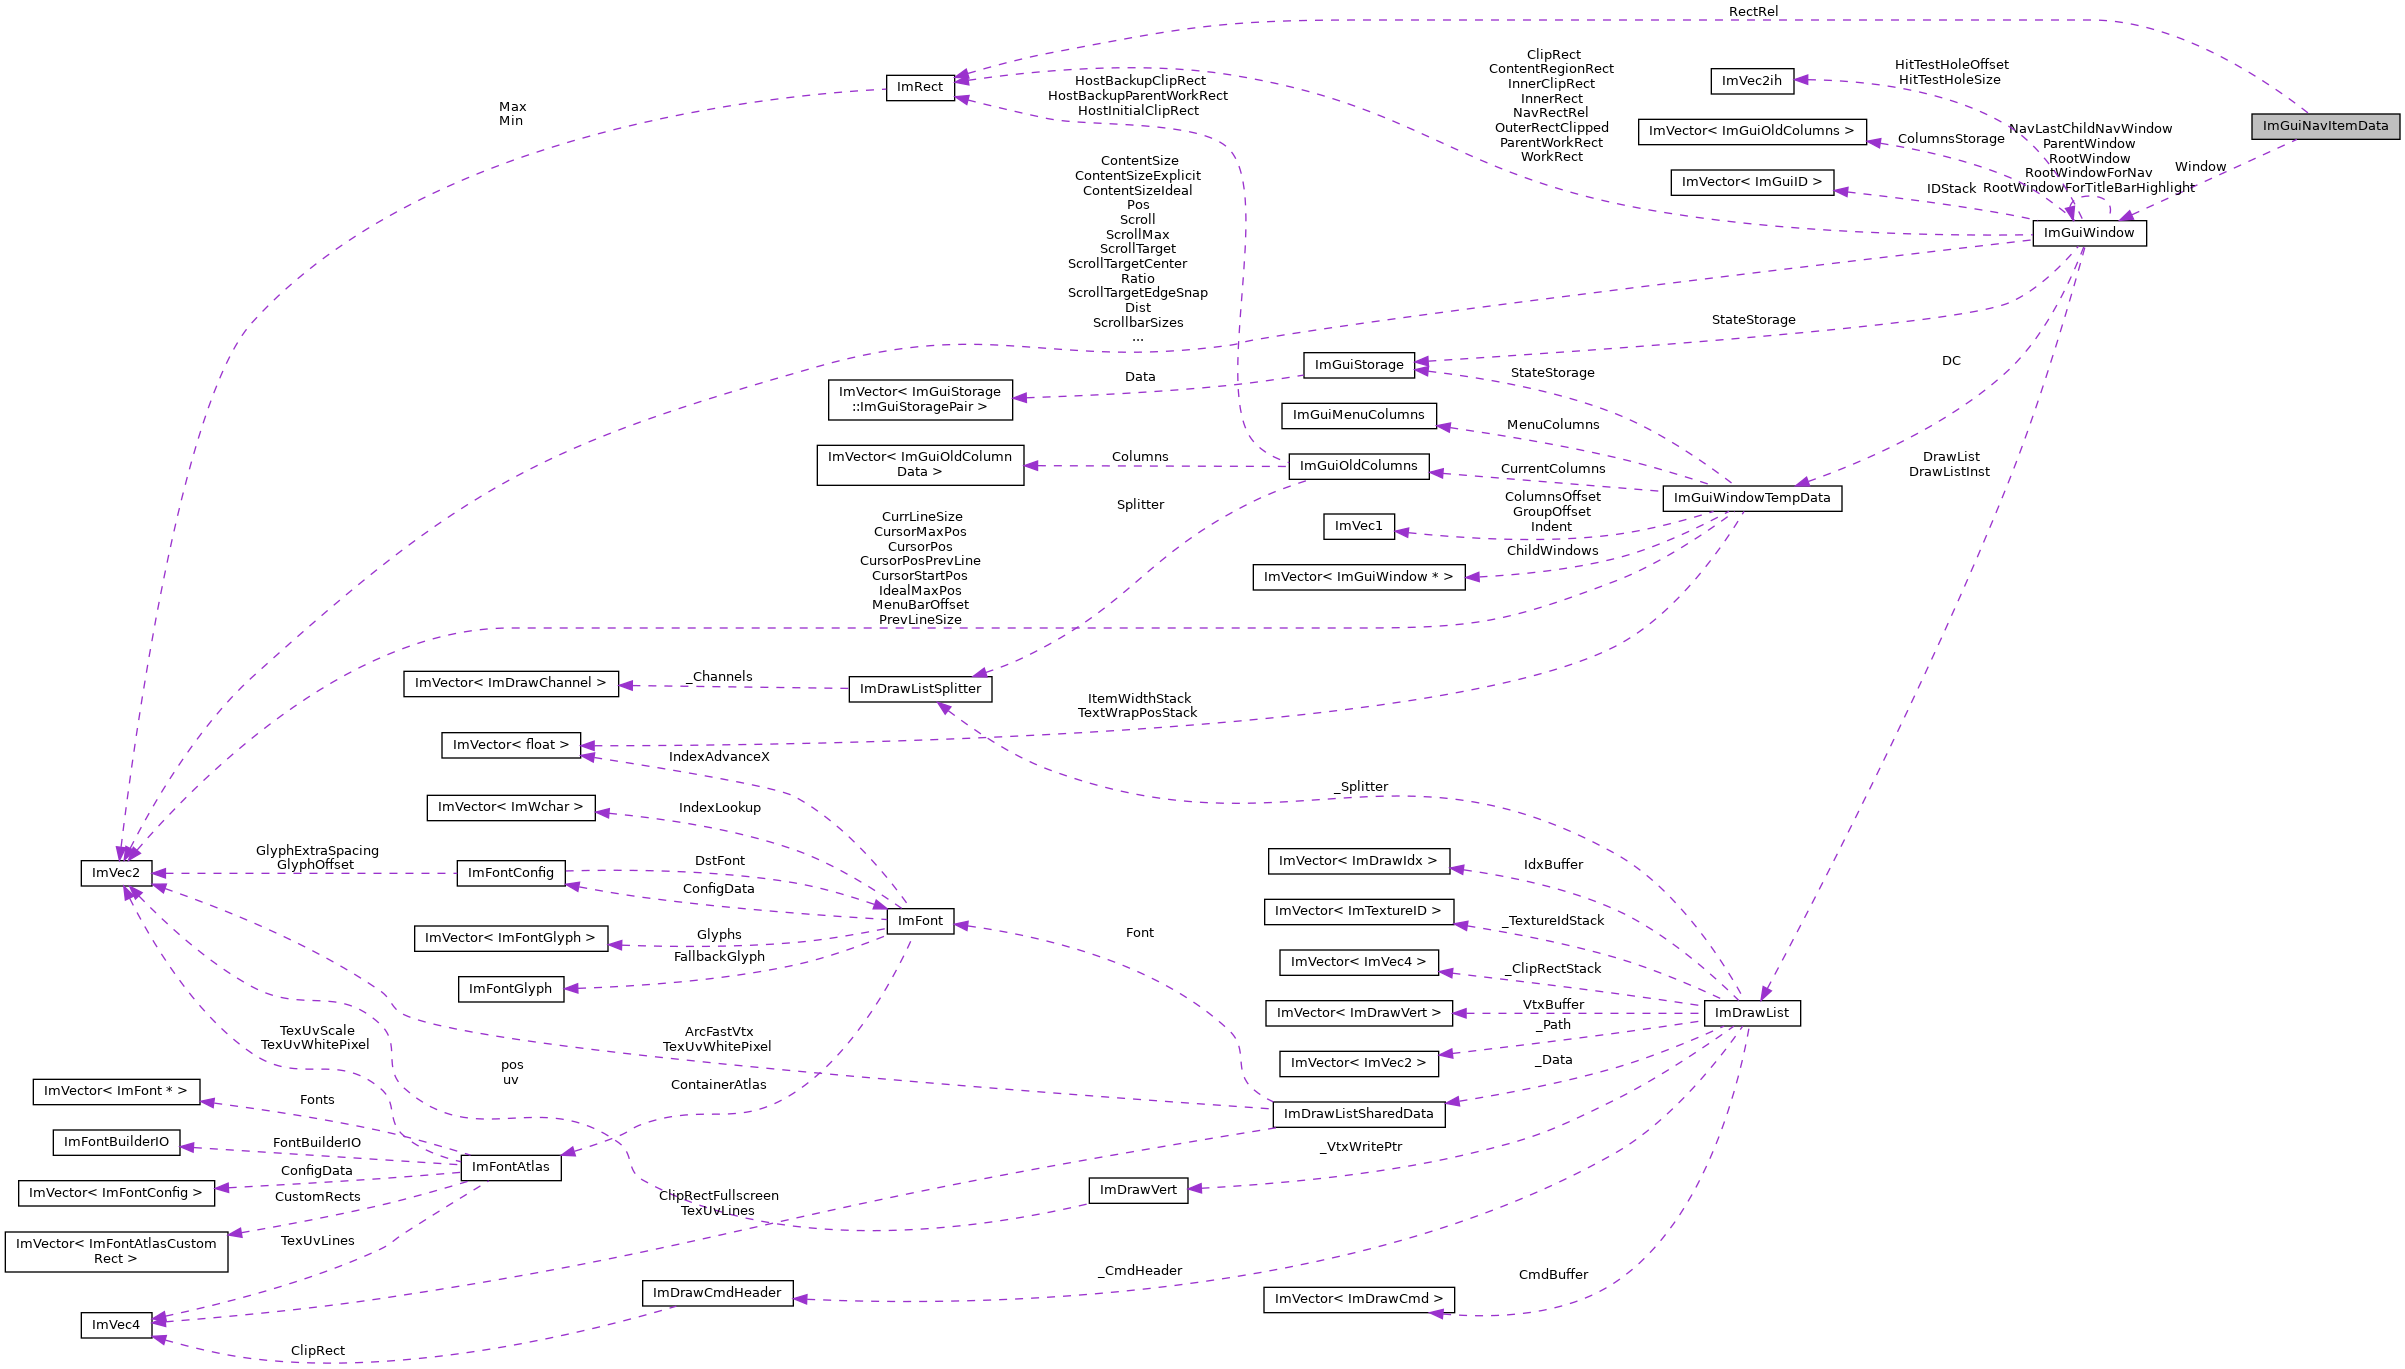 RectRel
ClipRect
ContentRegionRect
InnerClipRect
InnerRect
NavRectRel
OuterRectClipped
ParentWorkRect
WorkRect
HitTestHoleOffset
HitTestHoleSize
ImVec2ih
ImRect
HostBackupClipRect
HostBackupParentWorkRect
HostInitialClipRect
Max
Min
ImGuiNavItemData
ImVector< ImGuiOldColumns >
ColumnsStorage
NavLastChildNavWindow
ParentWindow
RootWindow
RootWindowForNav
RootWindowForTitleBarHighlight
Window
ImVector< ImGuiID >
IDStack
ImGuiWindow
ContentSize
ContentSizeExplicit
ContentSizeIdeal
Pos
Scroll
ScrollMax
ScrollTarget
ScrollTargetCenter
Ratio
ScrollTargetEdgeSnap
Dist
ScrollbarSizes
...
StateStorage
DC
ImGuiStorage
Data
StateStorage
ImVector< ImGuiStorage
::ImGuiStoragePair >
ImGuiMenuColumns
MenuColumns
ImVector< ImGuiOldColumn
Data >
Columns
ImGuiOldColumns
CurrentColumns
DrawList
DrawListInst
ImGuiWindowTempData
Splitter
ColumnsOffset
GroupOffset
Indent
ImVec1
ChildWindows
ImVector< ImGuiWindow * >
CurrLineSize
CursorMaxPos
CursorPos
CursorPosPrevLine
CursorStartPos
IdealMaxPos
MenuBarOffset
PrevLineSize
ImVector< ImDrawChannel >
_Channels
ImDrawListSplitter
ItemWidthStack
TextWrapPosStack
ImVector< float >
IndexAdvanceX
_Splitter
ImVector< ImWchar >
IndexLookup
GlyphExtraSpacing
GlyphOffset
ImVec2
ImFontConfig
DstFont
ConfigData
ImFont
ImVector< ImDrawIdx >
IdxBuffer
ImVector< ImTextureID >
_TextureIdStack
ImVector< ImFontGlyph >
Glyphs
FallbackGlyph
ImFontGlyph
Font
ImVector< ImVec4 >
_ClipRectStack
ImVector< ImDrawVert >
VtxBuffer
ImDrawList
_Path
ImVector< ImVec2 >
_Data
TexUvScale
TexUvWhitePixel
ArcFastVtx
TexUvWhitePixel
pos
uv
ContainerAtlas
ImVector< ImFont * >
Fonts
ImDrawListSharedData
ImFontBuilderIO
FontBuilderIO
_VtxWritePtr
ImFontAtlas
ConfigData
ImVector< ImFontConfig >
CustomRects
ImDrawVert
ClipRectFullscreen
TexUvLines
ImVector< ImFontAtlasCustom
Rect >
TexUvLines
_CmdHeader
CmdBuffer
ImDrawCmdHeader
ImVector< ImDrawCmd >
ImVec4
ClipRect